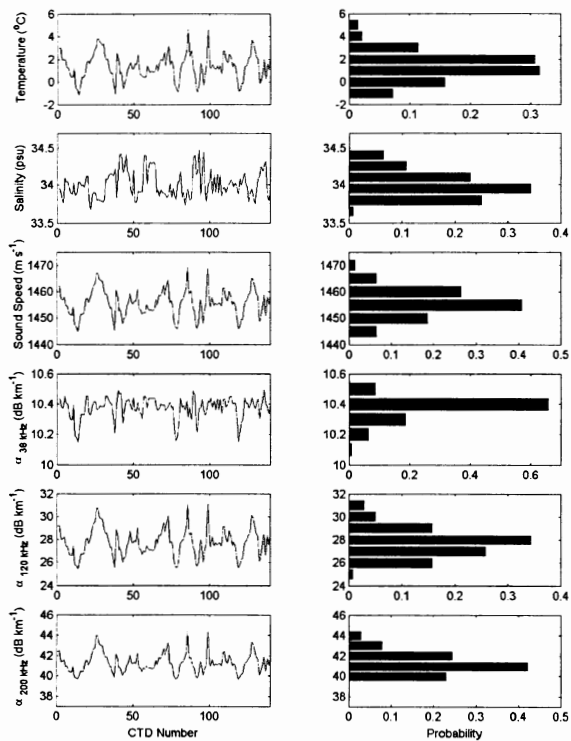 Temperature (°C)
6
4
2
0
-2
0 50 100
6
4
2
0
-2
0 0.1 0.2 0.3
Salinity (psu)
34.5
34
33.5
0 50 100
34.5
34
33.5
0 0.1 0.2 0.3 0.4
Sound Speed (m s⁻¹)
1470
1460
1450
1440
0 50 100
1470
1460
1450
1440
0 0.1 0.2 0.3 0.4 0.5
α 38 kHz (dB km⁻¹)
10.6
10.4
10.2
10
0 50 100
10.6
10.4
10.2
10
0 0.2 0.4 0.6
α 120 kHz (dB km⁻¹)
32
30
28
26
24
0 50 100
32
30
28
26
24
0 0.1 0.2 0.3 0.4
α 200 kHz (dB km⁻¹)
46
44
42
40
38
0 50 100
CTD Number
46
44
42
40
38
0 0.1 0.2 0.3 0.4 0.5
Probability